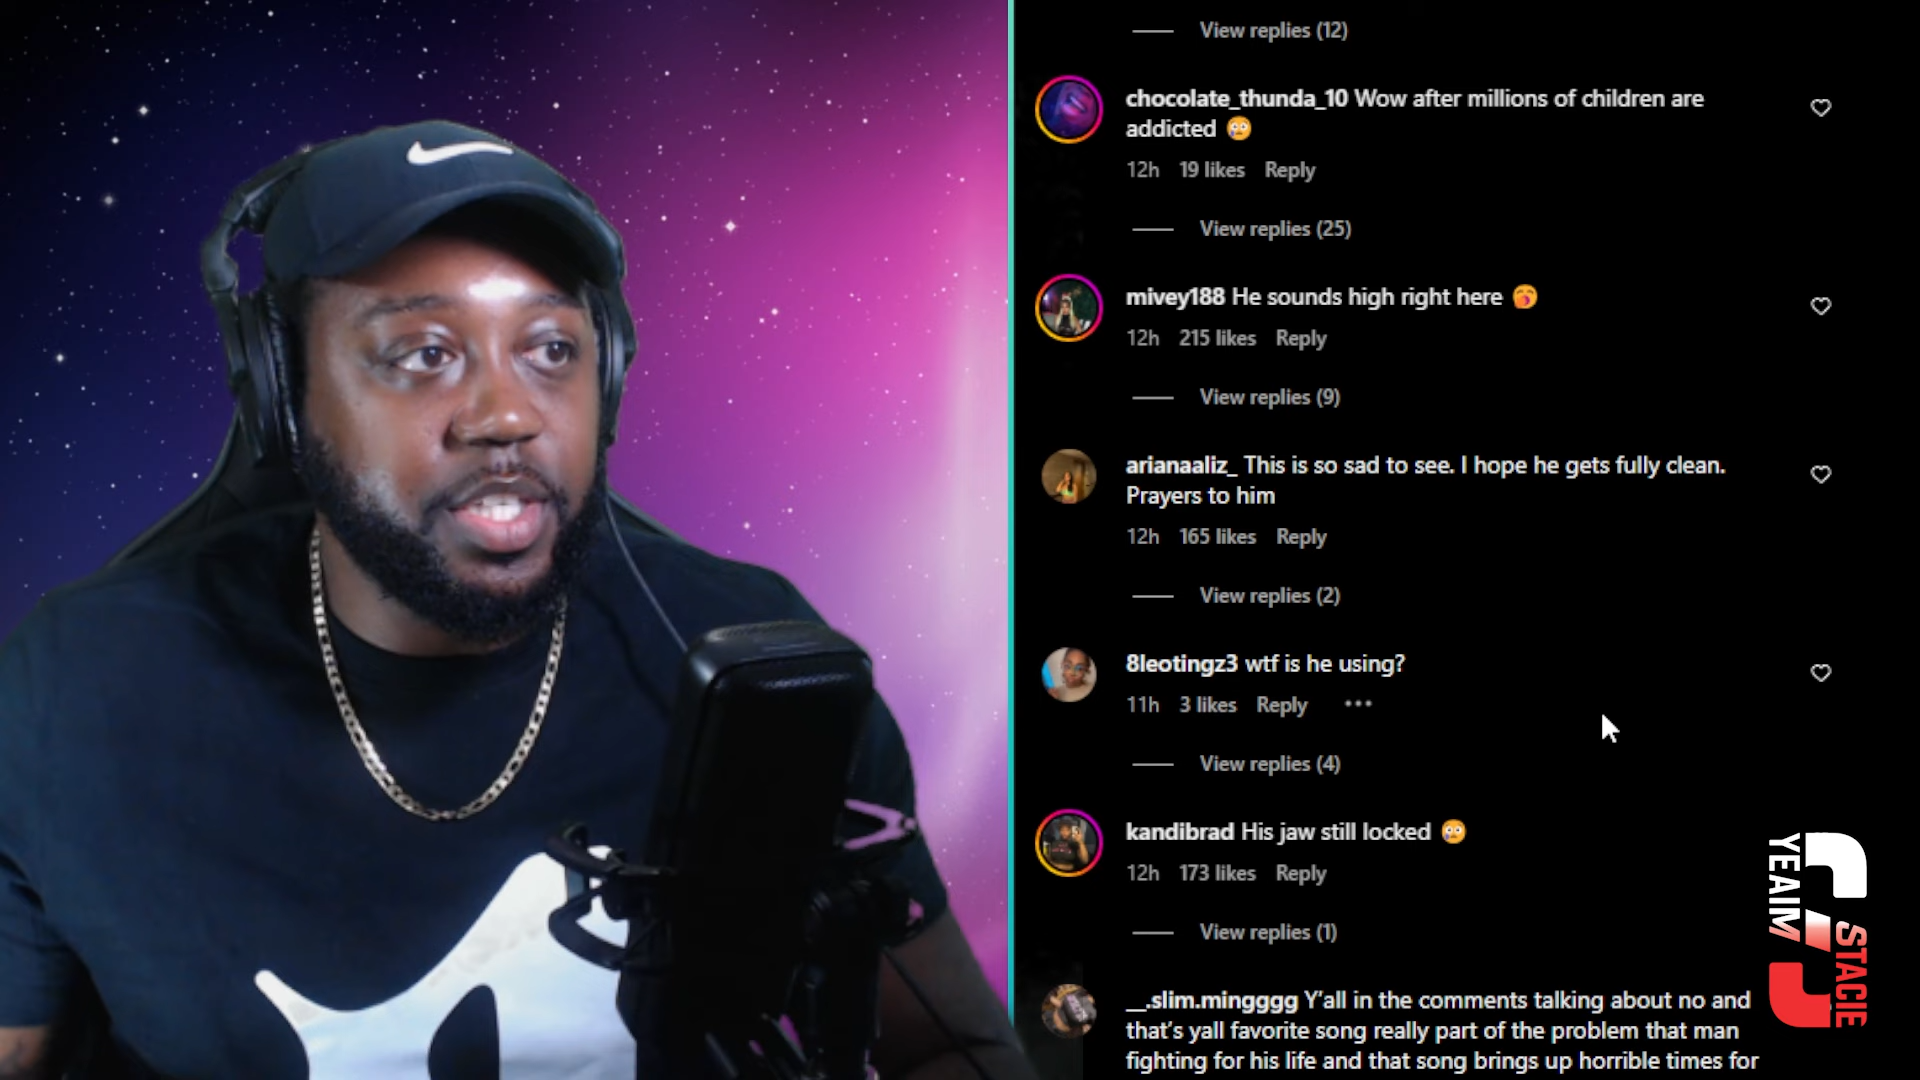 View replies (12)
chocolate_thunda_10 Wow after millions of children are
addicted 😳
12h 19 likes Reply
View replies (25)
mivey188 He sounds high right here 🥱
12h 215 likes Reply
View replies (9)
arianaaliz_ This is so sad to see. I hope he gets fully clean.
Prayers to him
12h 165 likes Reply
View replies (2)
8leotingz3 wtf is he using?
11h 3 likes Reply •••
View replies (4)
kandibrad His jaw still locked 😳
12h 173 likes Reply
View replies (1)
__.slim.mingggg Y'all in the comments talking about no and
that's yall favorite song really part of the problem that man
fighting for his life and that song brings up horrible times for
YEAIM
STACIE